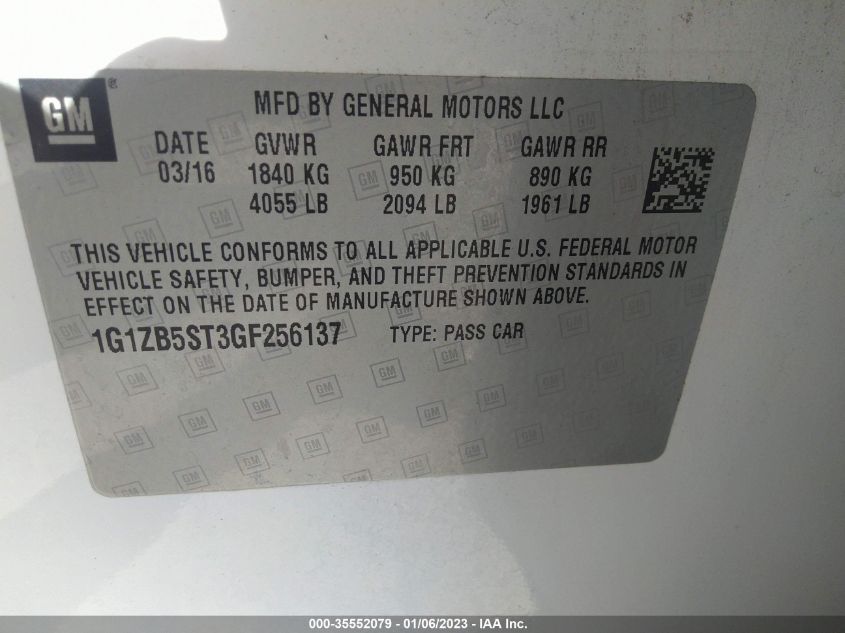 GM
MFD BY GENERAL MOTORS LLC
DATE GVWR GAWR FRT GAWR RR
03/16 1840 KG 950 KG 890 KG
4055 LB 2094 LB 1961 LB
THIS VEHICLE CONFORMS TO ALL APPLICABLE U.S. FEDERAL MOTOR
VEHICLE SAFETY, BUMPER, AND THEFT PREVENTION STANDARDS IN
EFFECT ON THE DATE OF MANUFACTURE SHOWN ABOVE.
1G1ZB5ST3GF256137 TYPE: PASS CAR
000-35552079 - 01/06/2023 - IAA Inc.